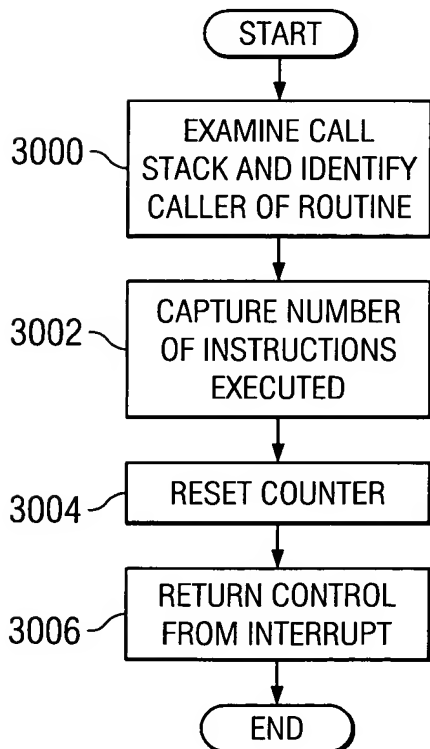 START
3000
EXAMINE CALL
STACK AND IDENTIFY
CALLER OF ROUTINE
3002
CAPTURE NUMBER
OF INSTRUCTIONS
EXECUTED
3004
RESET COUNTER
3006
RETURN CONTROL
FROM INTERRUPT
END